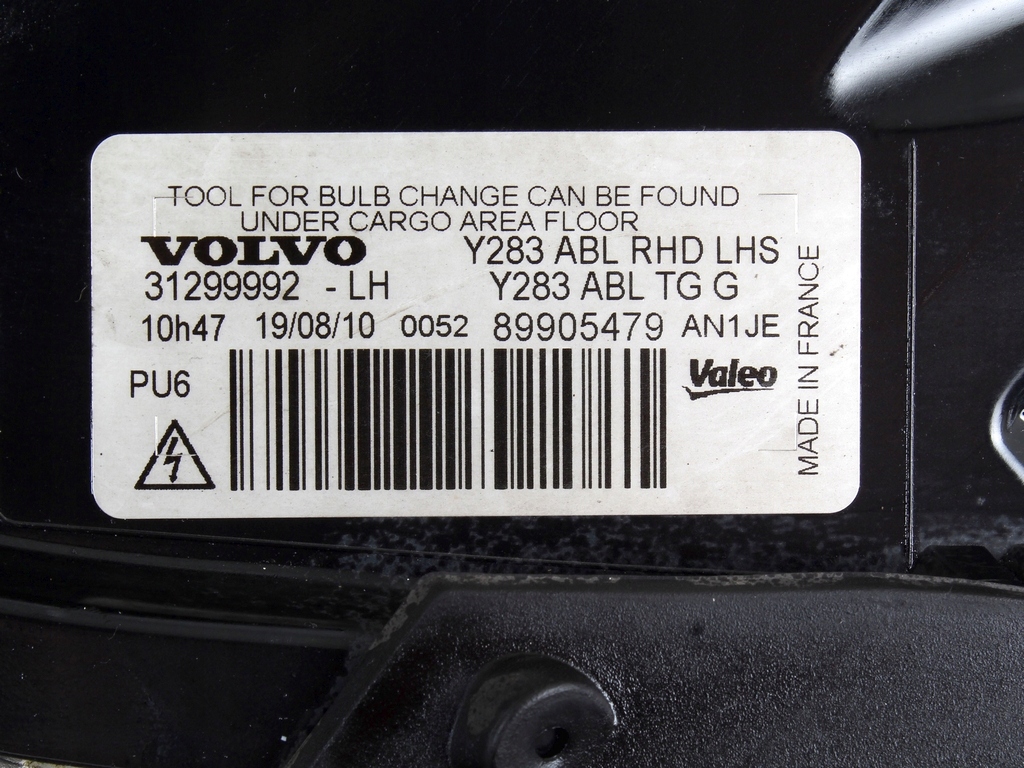 TOOL FOR BULB CHANGE CAN BE FOUND
UNDER CARGO AREA FLOOR
VOLVO Y283 ABL RHD LHS
31299992 - LH Y283 ABL TG G
10h47 19/08/10 0052 89905479 AN1JE
PU6
Valeo
MADE IN FRANCE